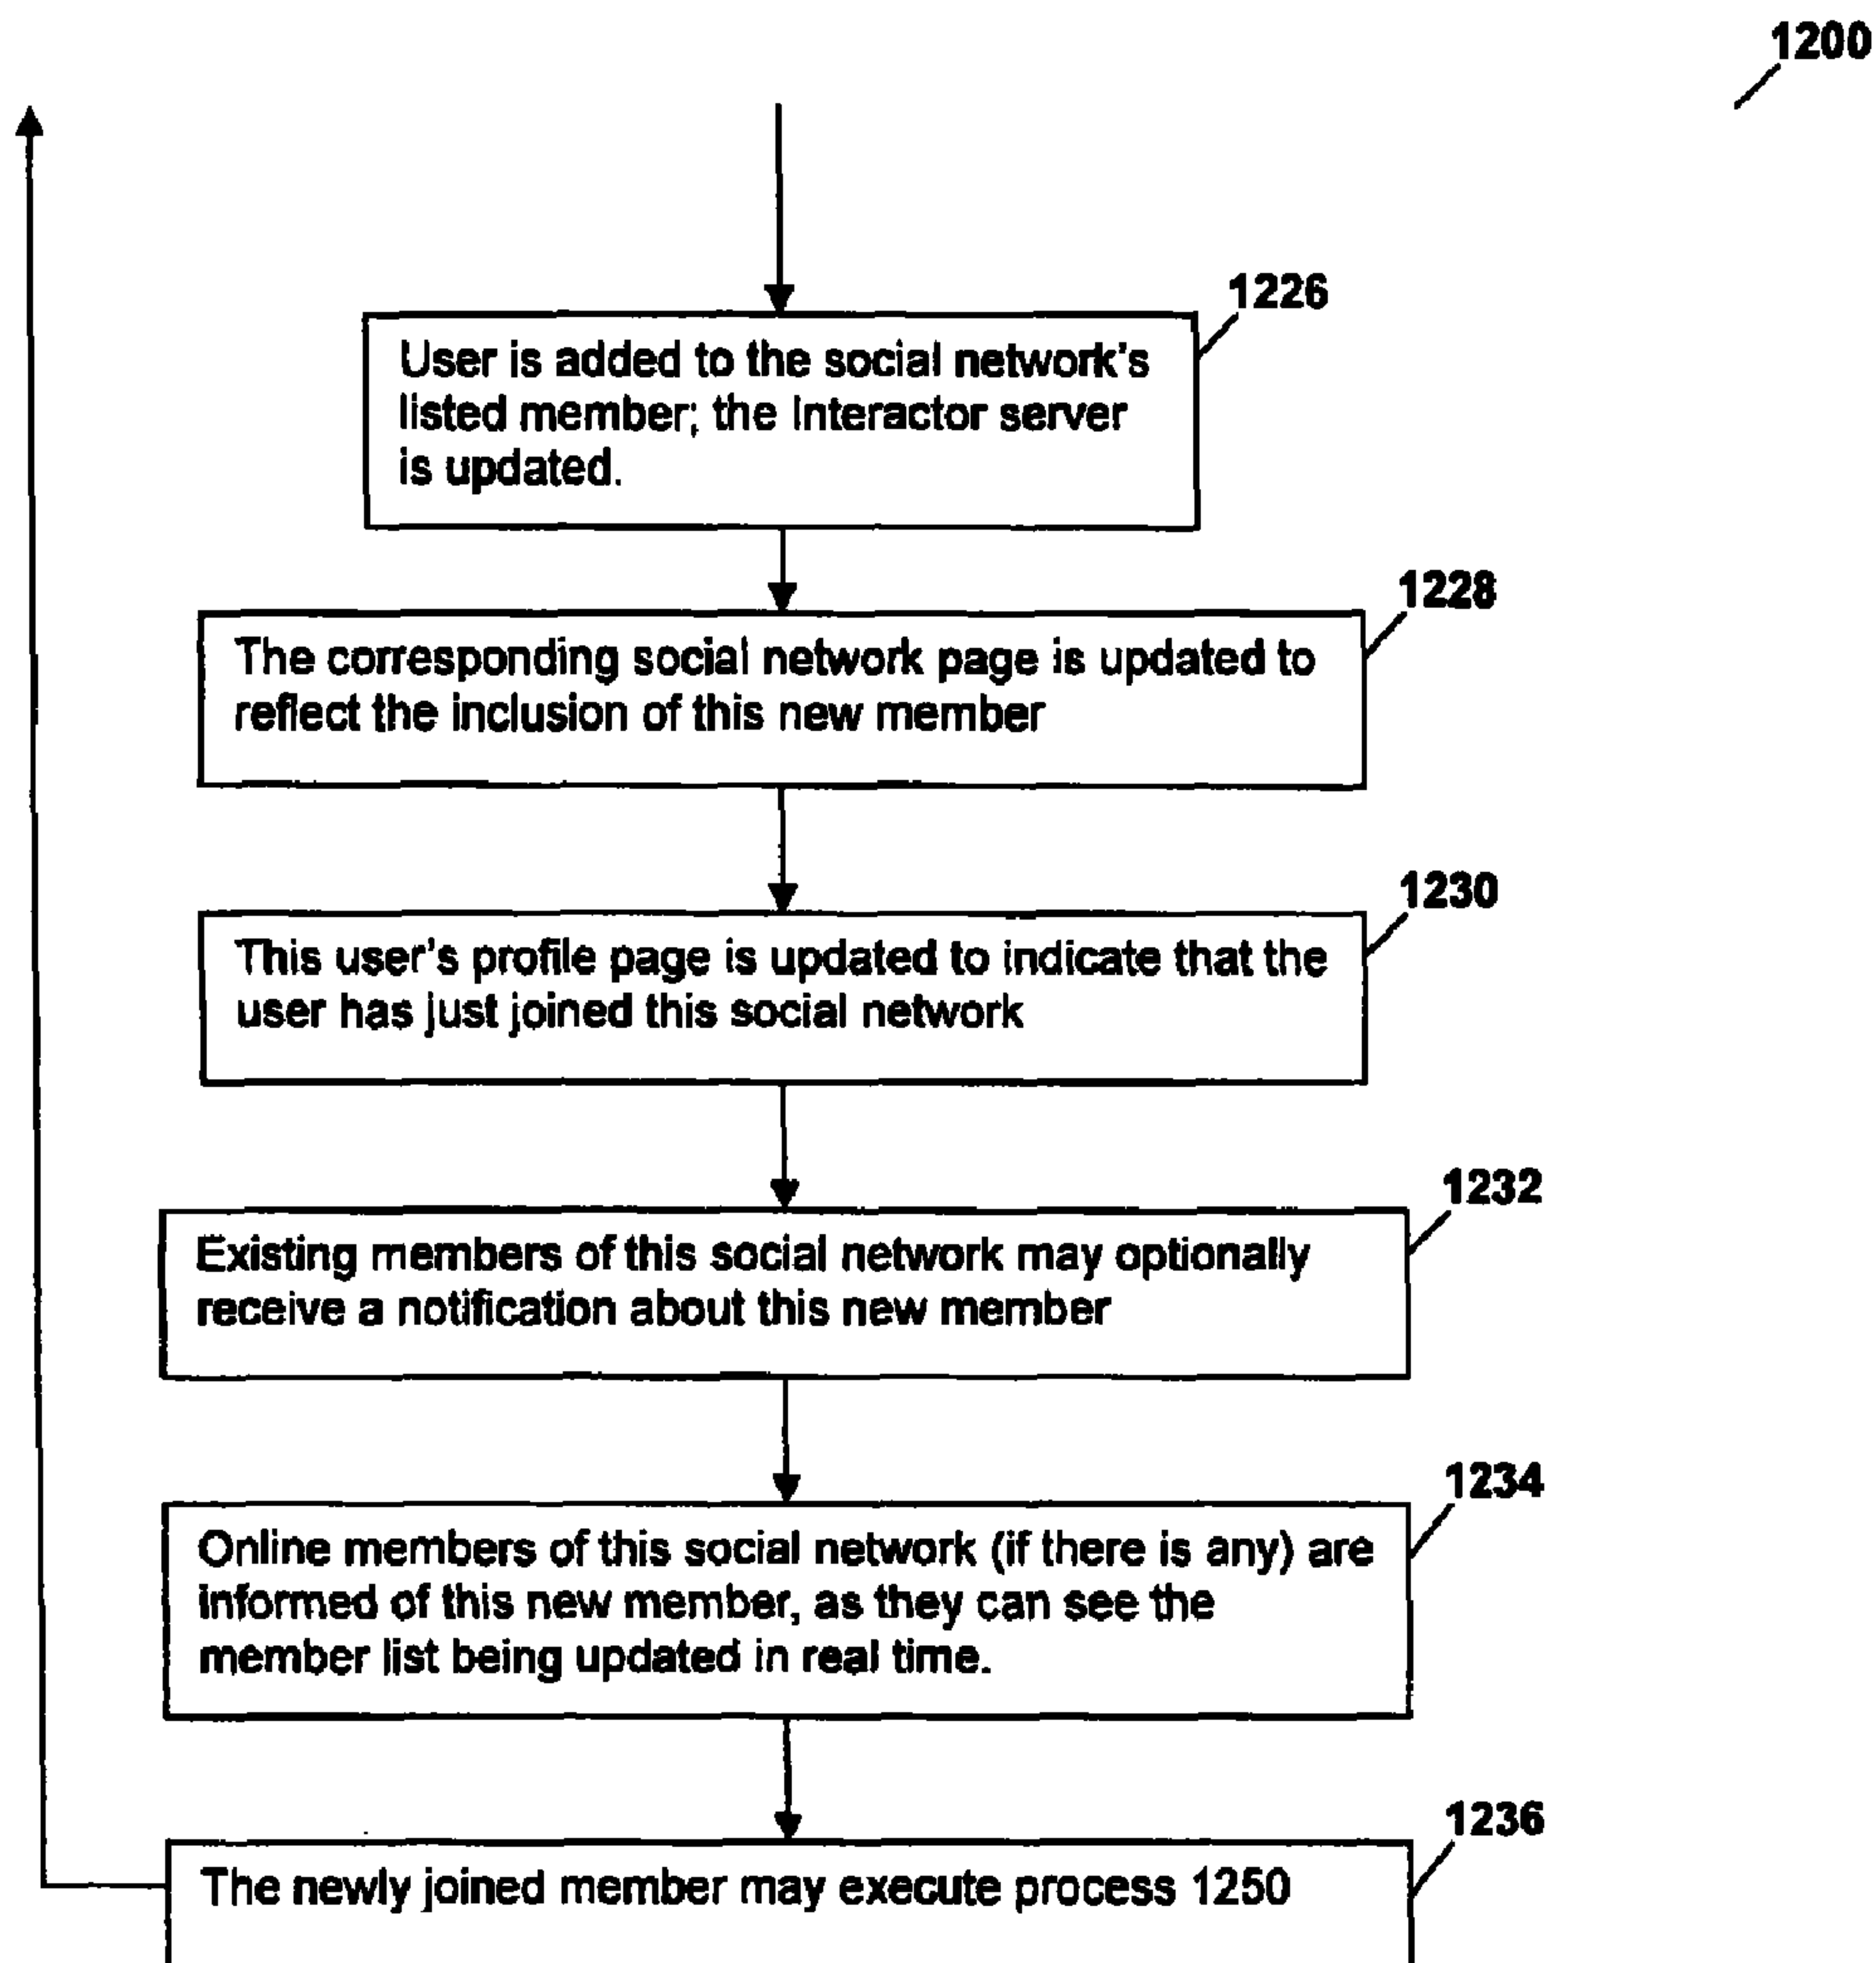 1200
1226
User is added to the social network's
listed member; the Interactor server
is updated.
1228
The corresponding social network page is updated to
reflect the inclusion of this new member
1230
This user's profile page is updated to indicate that the
user has just joined this social network
1232
Existing members of this social network may optionally
receive a notification about this new member
1234
Online members of this social network (if there is any) are
informed of this new member, as they can see the
member list being updated in real time.
1236
The newly joined member may execute process 1250